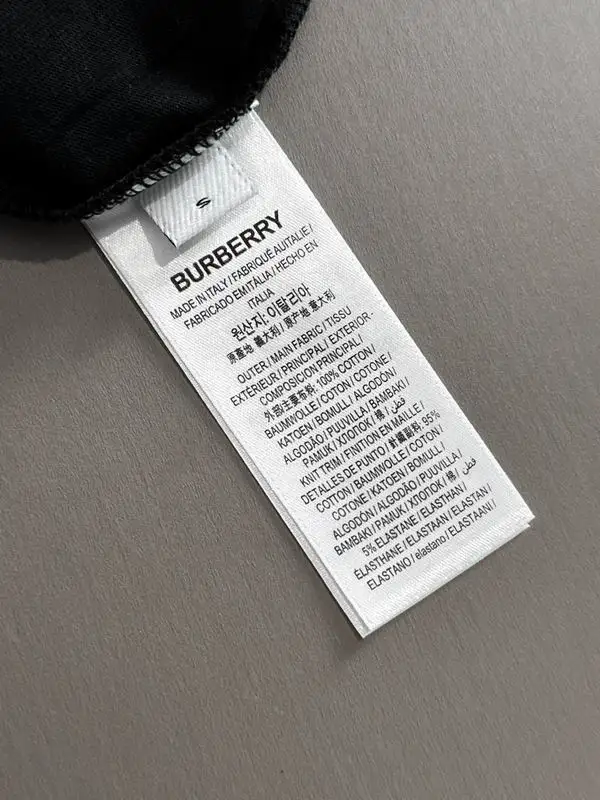 S
BURBERRY
MADE IN ITALY / FABRIQUÉ AUITALIE /
FABRICADO EMITÁLIA / HECHO EN
ITALIA
원산지: 이탈리아
原產地 義大利 / 原产地 意大利
OUTER / MAIN FABRIC / TISSU
EXTÉRIEUR / PRINCIPAL / EXTERIOR -
COMPOSICION PRINCIPAL /
外部主要布料: 100% COTTON /
BAUMWOLLE / COTON / COTONE /
KATOEN / BOMULL / ALGODÓN /
ALGODÃO / PUUVILLA / BAMBAKI /
PAMUK / ХЛОПОК / 棉 / قطن /
KNIT TRIM / FINITION EN MAILLE /
DETALLES DE PUNTO / 針織副料: 95%
COTTON / BAUMWOLLE / COTON /
COTONE / KATOEN / BOMULL /
ALGODÓN / ALGODÃO / PUUVILLA /
BAMBAKI / PAMUK / ХЛОПОК / 棉 / قطن /
5% ELASTANE / ELASTHAN /
ÉLASTHANE / ELASTAAN / ELASTAN /
ELASTANO / elastano / ELASTAANI /